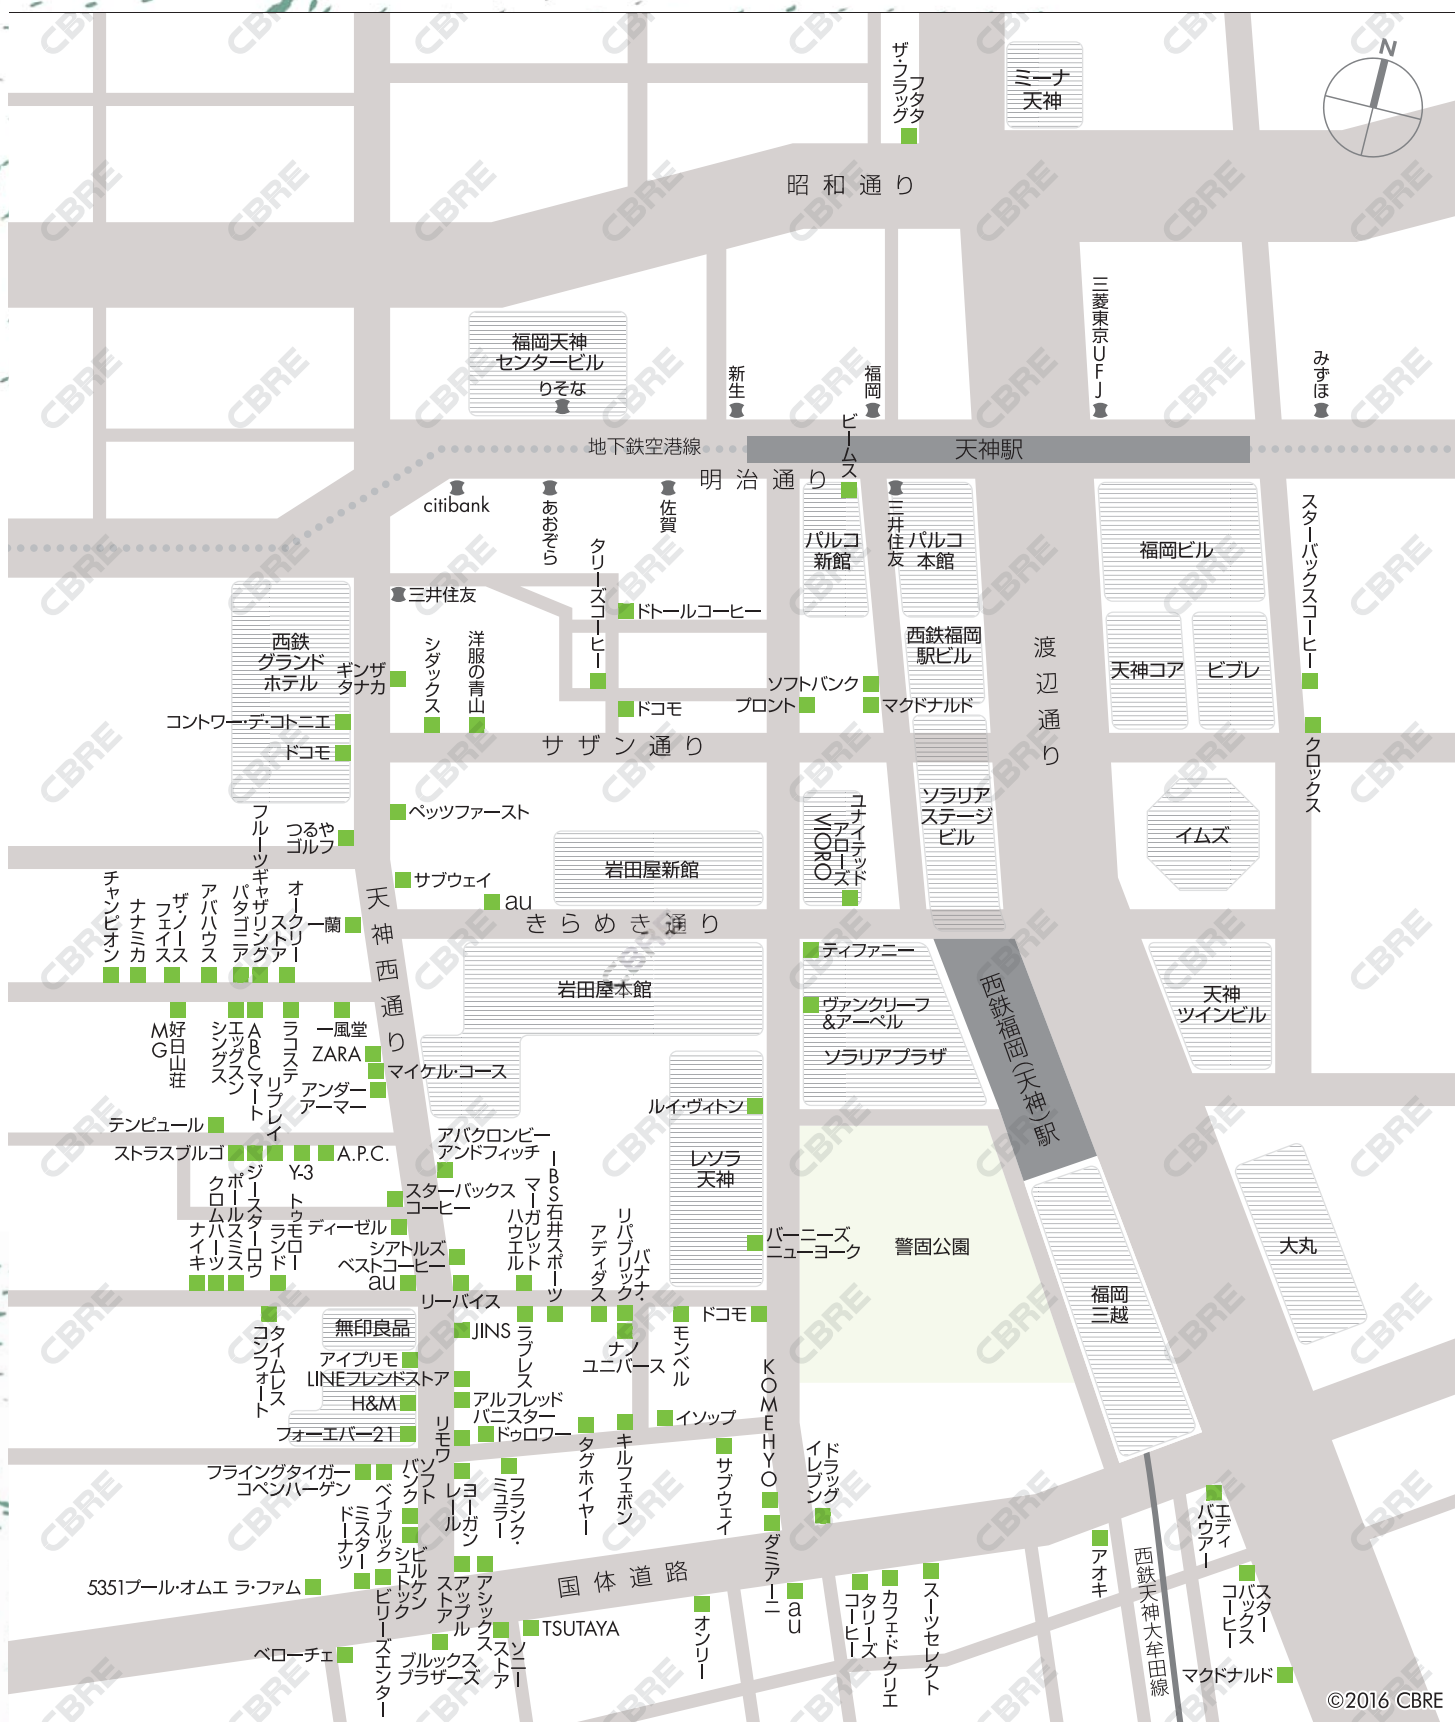 N
ザ・フラッグ
フタタ
ミーナ
天神
昭和通り
福岡天神
センタービル
りそな
新生
福岡
三菱東京UFJ
みずほ
地下鉄空港線
天神駅
明治通り
ビームス
citibank
あおぞら
佐賀
三井住友
パルコ
新館
パルコ
本館
福岡ビル
スターバックスコーヒー
タリーズコーヒー
三井住友
ドトールコーヒー
西鉄
グランド
ホテル
ギンザ
タナカ
シダックス
洋服の青山
西鉄福岡
駅ビル
渡辺通り
天神コア
ビブレ
ソフトバンク
プロント
マクドナルド
ドコモ
コントワー・デ・コトニエ
ドコモ
サザン通り
クロックス
ペッツファースト
つるや
ゴルフ
フルーツギャザリング
ソラリア
ステージ
ビル
ユナイテッド
アローズ
VIORO
イムズ
岩田屋新館
サブウェイ
au
きらめき通り
天神西通り
チャンピオン
ナナミカ
ザ・ノース
フェイス
アバハウス
パタゴニア
オークリー
ストア
一蘭
ティファニー
岩田屋本館
ヴァンクリーフ
&アーペル
ソラリアプラザ
西鉄福岡(天神)駅
天神
ツインビル
好日山荘
MG
エッグスン
シングス
ABCマート
ラコステ
リプレイ
一風堂
ZARA
マイケル・コース
アンダー
アーマー
ルイ・ヴィトン
テンピュール
ストラスブルゴ
Y-3
A.P.C.
アバクロンビー
アンドフィッチ
レソラ
天神
スターバックス
コーヒー
ナイキ
クロムハーツ
ポールスミス
ジースターロウ
トゥモロー
ランド
ディーゼル
シアトルズ
ベストコーヒー
au
マーガレット
ハウエル
IBS石井スポーツ
アディダス
バナナ・
リパブリック
バーニーズ
ニューヨーク
警固公園
大丸
福岡
三越
リーバイス
タイムレス
コンフォート
無印良品
JINS
ラブレス
ナノ
ユニバース
モンベル
ドコモ
アイプリモ
LINEフレンドストア
H&M
アルフレッド
バニスター
フォーエバー21
リモワ
ドゥロワー
タグホイヤー
キルフェボン
イソップ
KOMEHYO
サブウェイ
ドラッグ
イレブン
フライングタイガー
コペンハーゲン
ソフト
バンク
ベイブルック
ヨーガン
レール
フランク・
ミュラー
ミスター
ドーナツ
ビルケン
シュトック
ダミアーニ
国体道路
アオキ
エディ
バウアー
西鉄天神大牟田線
5351プール・オムエ ラ・ファム
ビリーズエンター
アップル
ストア
アシックス
ソニー
ストア
TSUTAYA
オンリー
au
タリーズ
コーヒー
カフェ・ド・クリエ
スーツセレクト
スター
バックス
コーヒー
ベローチェ
ブルックス
ブラザーズ
マクドナルド
©2016 CBRE